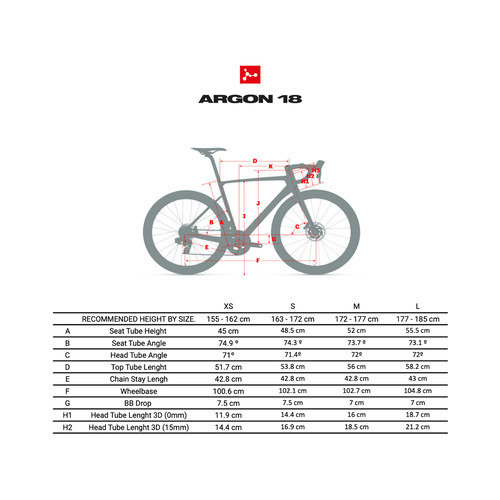 ARGON 18
D
K
H3
H2
H1
J
B
A
I
C
G
E
F
XS S M L
RECOMMENDED HEIGHT BY SIZE. 155 - 162 cm 163 - 172 cm 172 - 177 cm 177 - 185 cm
A Seat Tube Height 45 cm 48.5 cm 52 cm 55.5 cm
B Seat Tube Angle 74.9 º 74.3 º 73.7 º 73.1 º
C Head Tube Angle 71º 71.4º 72º 72º
D Top Tube Lenght 51.7 cm 53.8 cm 56 cm 58.2 cm
E Chain Stay Lengh 42.8 cm 42.8 cm 42.8 cm 43 cm
F Wheelbase 100.6 cm 102.1 cm 102.7 cm 104.8 cm
G BB Drop 7.5 cm 7.5 cm 7 cm 7 cm
H1 Head Tube Lenght 3D (0mm) 11.9 cm 14.4 cm 16 cm 18.7 cm
H2 Head Tube Lenght 3D (15mm) 14.4 cm 16.9 cm 18.5 cm 21.2 cm